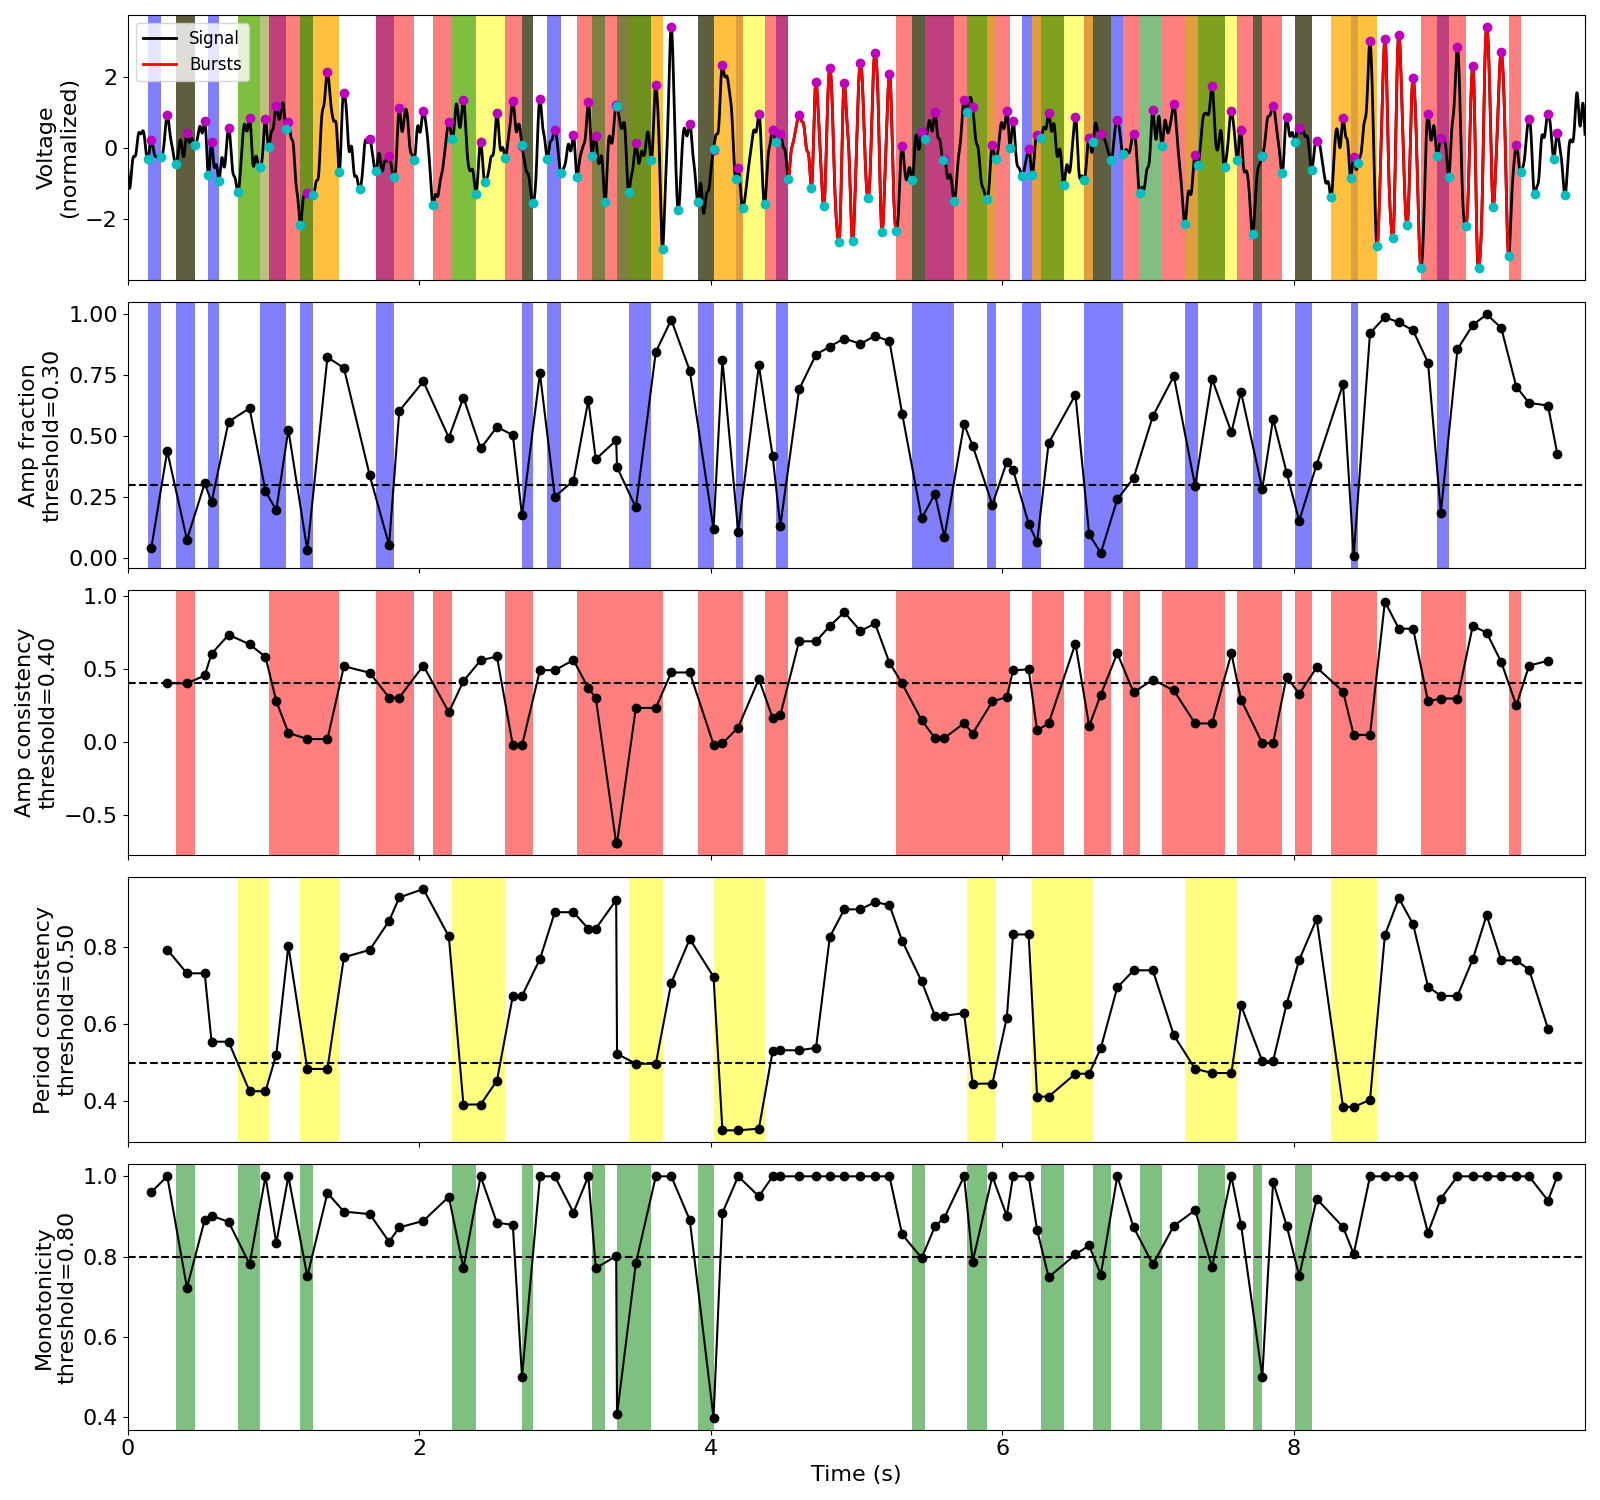 Voltage
(normalized)
2
0
−2
Signal
Bursts
Amp fraction
threshold=0.30
1.00
0.75
0.50
0.25
0.00
Amp consistency
threshold=0.40
1.0
0.5
0.0
−0.5
Period consistency
threshold=0.50
0.8
0.6
0.4
Monotonicity
threshold=0.80
1.0
0.8
0.6
0.4
0 2 4 6 8
Time (s)